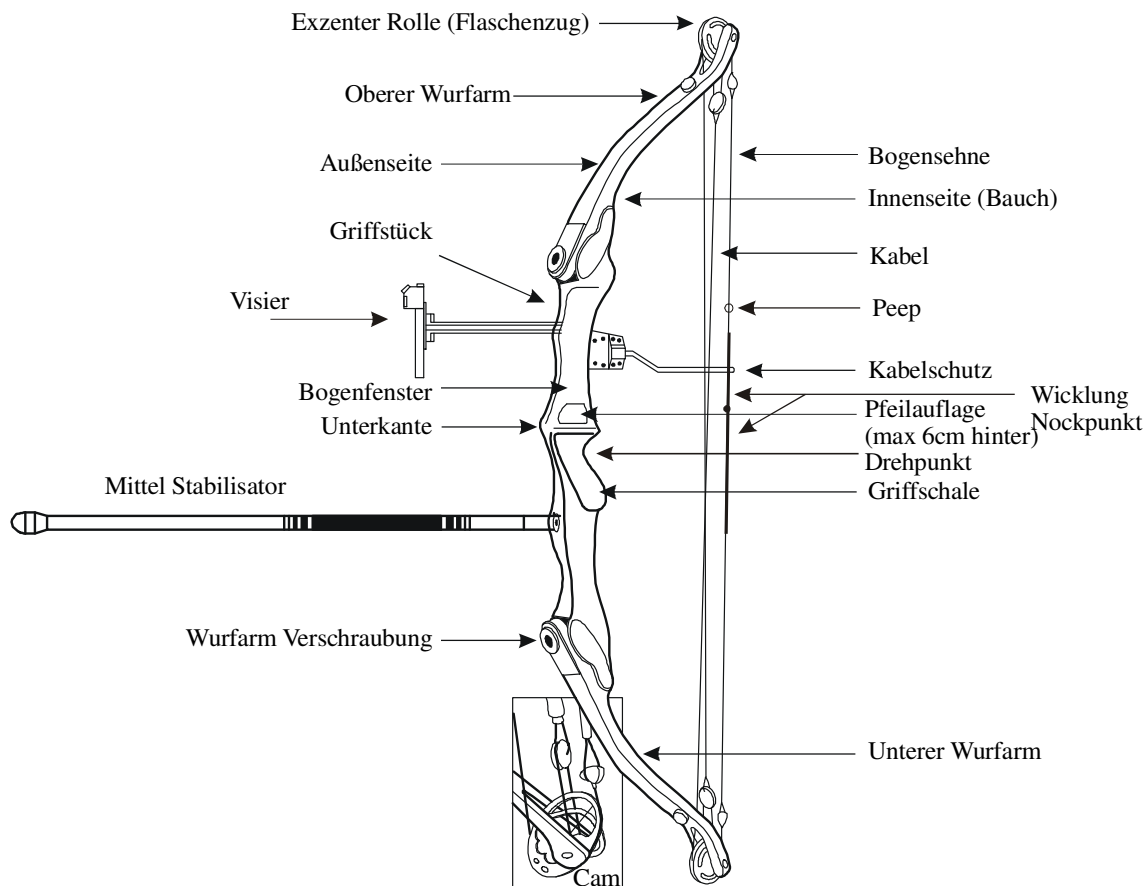 Exzenter Rolle (Flaschenzug)
Oberer Wurfarm
Außenseite
Bogensehne
Innenseite (Bauch)
Griffstück
Kabel
Visier
Peep
Kabelschutz
Bogenfenster
Wicklung
Pfeilauflage
Nockpunkt
Unterkante
(max 6cm hinter)
Drehpunkt
Mittel Stabilisator
Griffschale
Wurfarm Verschraubung
Unterer Wurfarm
Cam